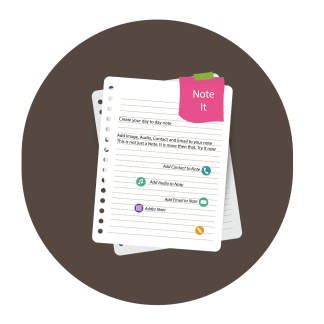 Note
It
Create your day to day note
Add Image, Audio, Contact and Email to your note
This is not just a Note, It is more then that. Try it now
Add Contact to Note
Add Audio to Note
Add Email to Note